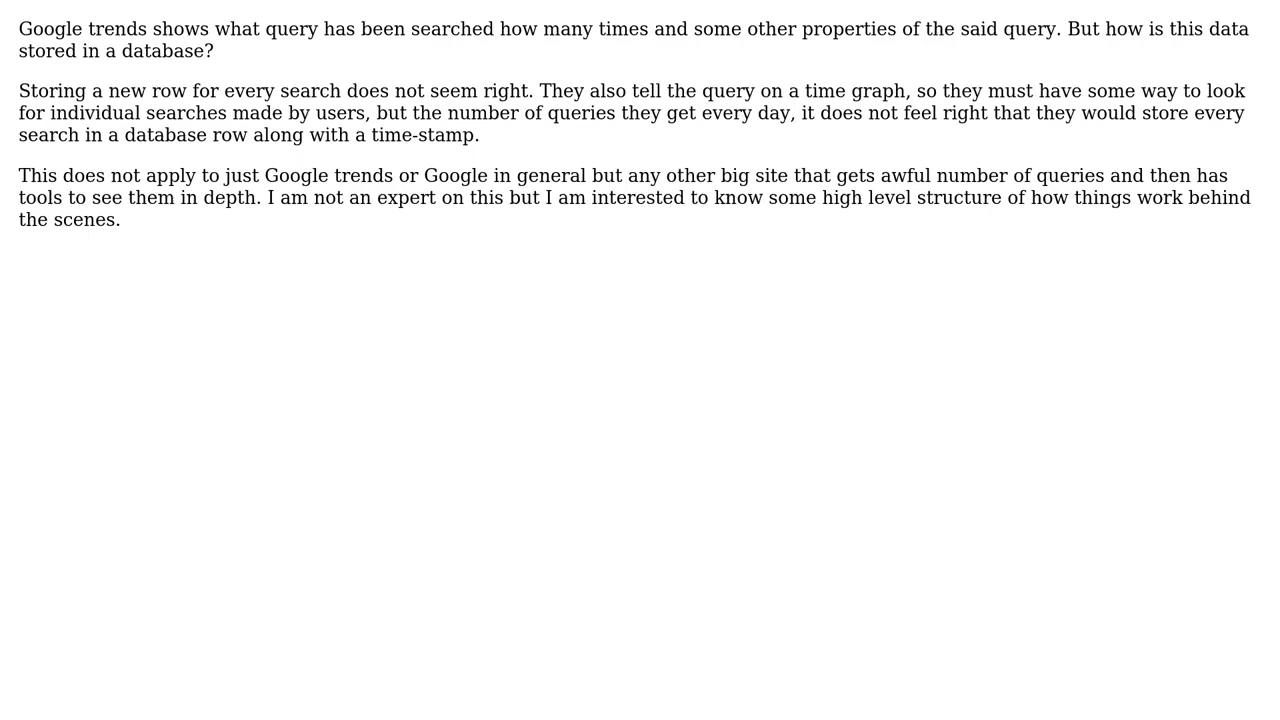 Google trends shows what query has been searched how many times and some other properties of the said query. But how is this data
stored in a database?
Storing a new row for every search does not seem right. They also tell the query on a time graph, so they must have some way to look
for individual searches made by users, but the number of queries they get every day, it does not feel right that they would store every
search in a database row along with a time-stamp.
This does not apply to just Google trends or Google in general but any other big site that gets awful number of queries and then has
tools to see them in depth. I am not an expert on this but I am interested to know some high level structure of how things work behind
the scenes.